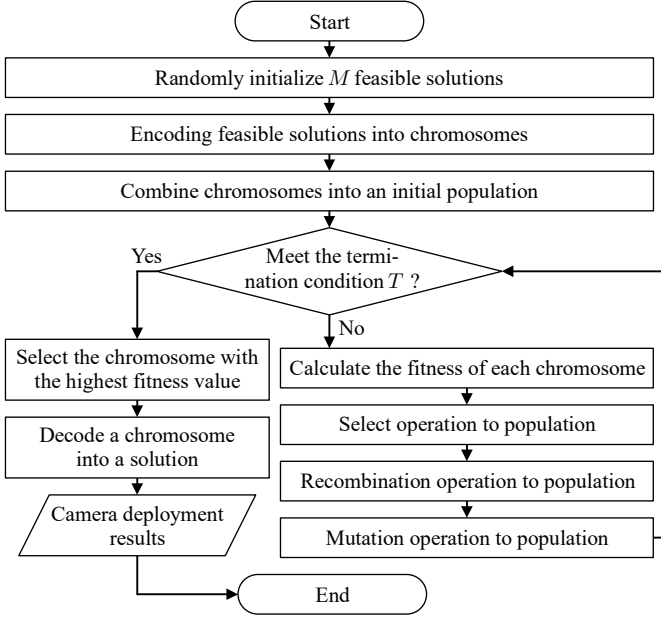 Start
Randomly initialize M feasible solutions
Encoding feasible solutions into chromosomes
Combine chromosomes into an initial population
Meet the termi-
nation condition T ?
Yes
No
Select the chromosome with
the highest fitness value
Decode a chromosome
into a solution
Camera deployment
results
Calculate the fitness of each chromosome
Select operation to population
Recombination operation to population
Mutation operation to population
End